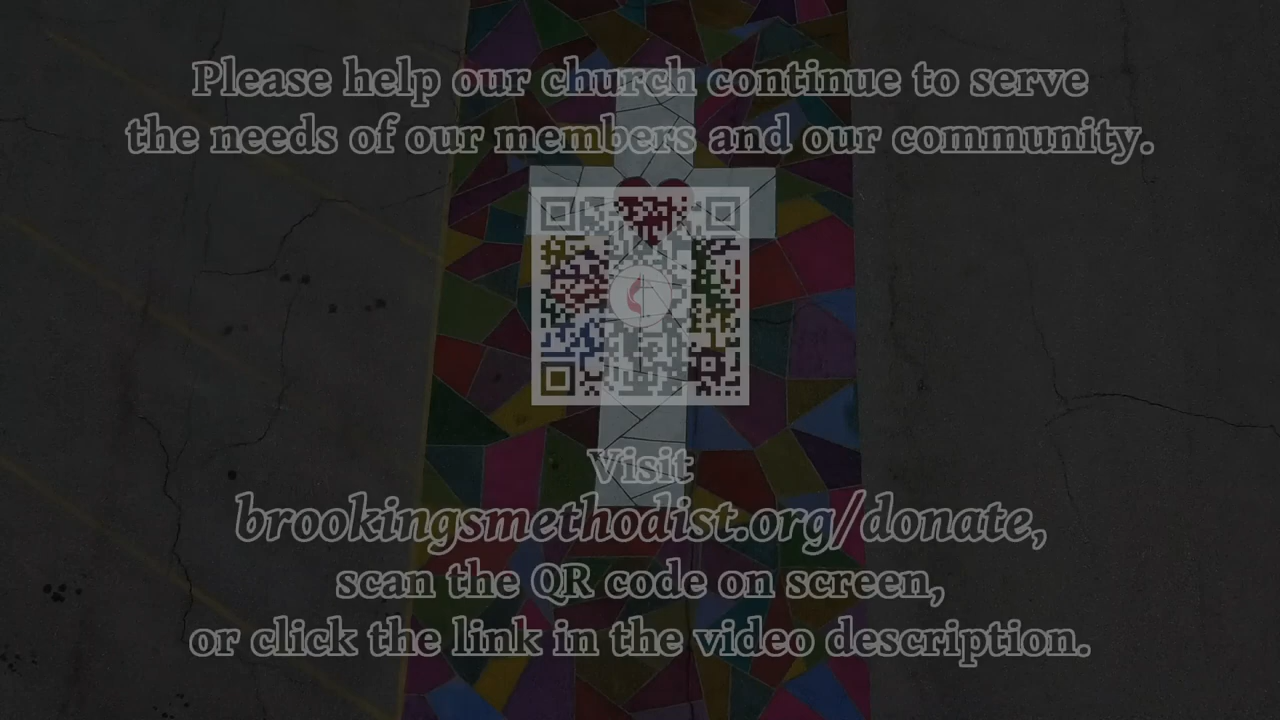 Please help our church continue to serve
the needs of our members and our community.
Visit
brookingsmethodist.org/donate,
scan the QR code on screen,
or click the link in the video description.